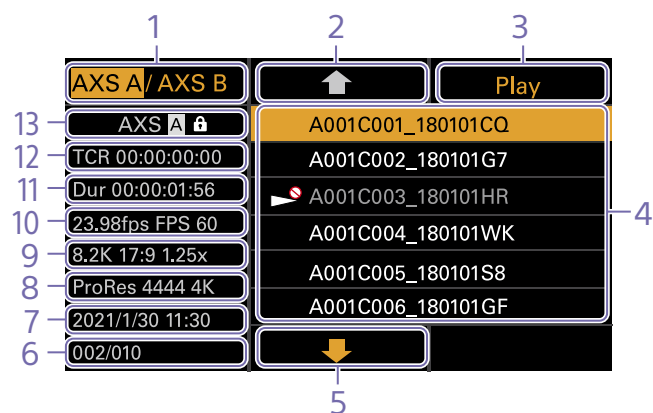 1 2 3
AXS A / AXS B Play
13 AXS A A001C001_180101CQ
12 TCR 00:00:00:00 A001C002_180101G7
11 Dur 00:00:01:56 A001C003_180101HR
10 23.98fps FPS 60 A001C004_180101WK 4
9 8.2K 17:9 1.25x
8 ProRes 4444 4K A001C005_180101S8
7 2021/1/30 11:30 A001C006_180101GF
6 002/010
5